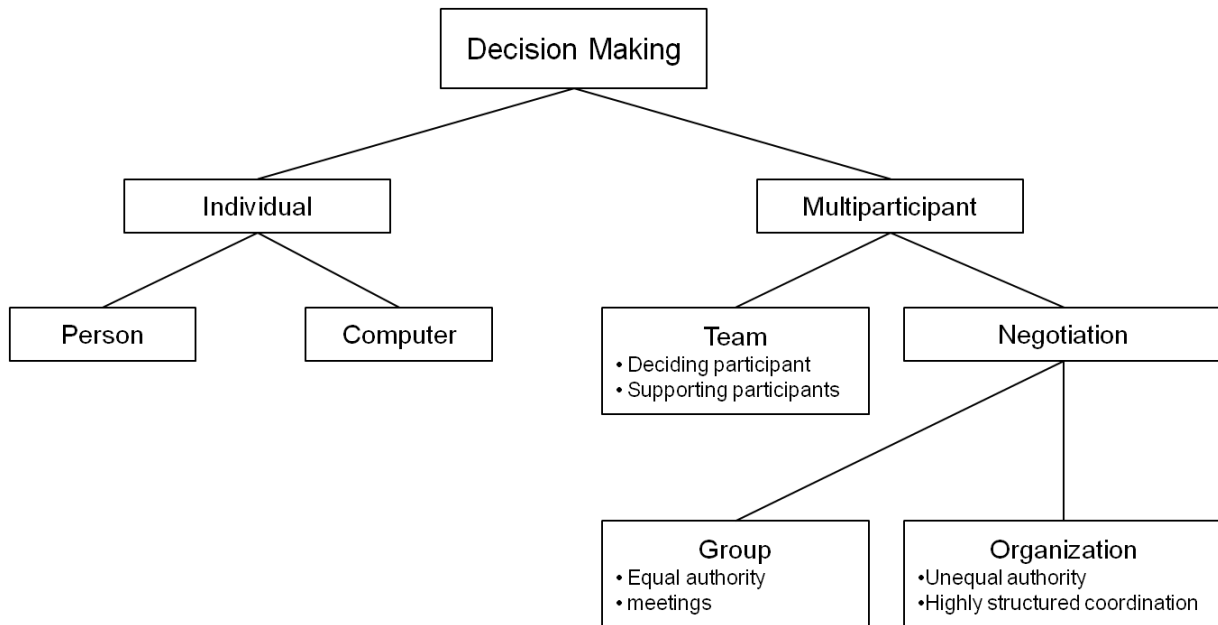 Decision Making
Individual
Multiparticipant
Person
Computer
Team
• Deciding participant
• Supporting participants
Negotiation
Group
• Equal authority
• meetings
Organization
•Unequal authority
•Highly structured coordination